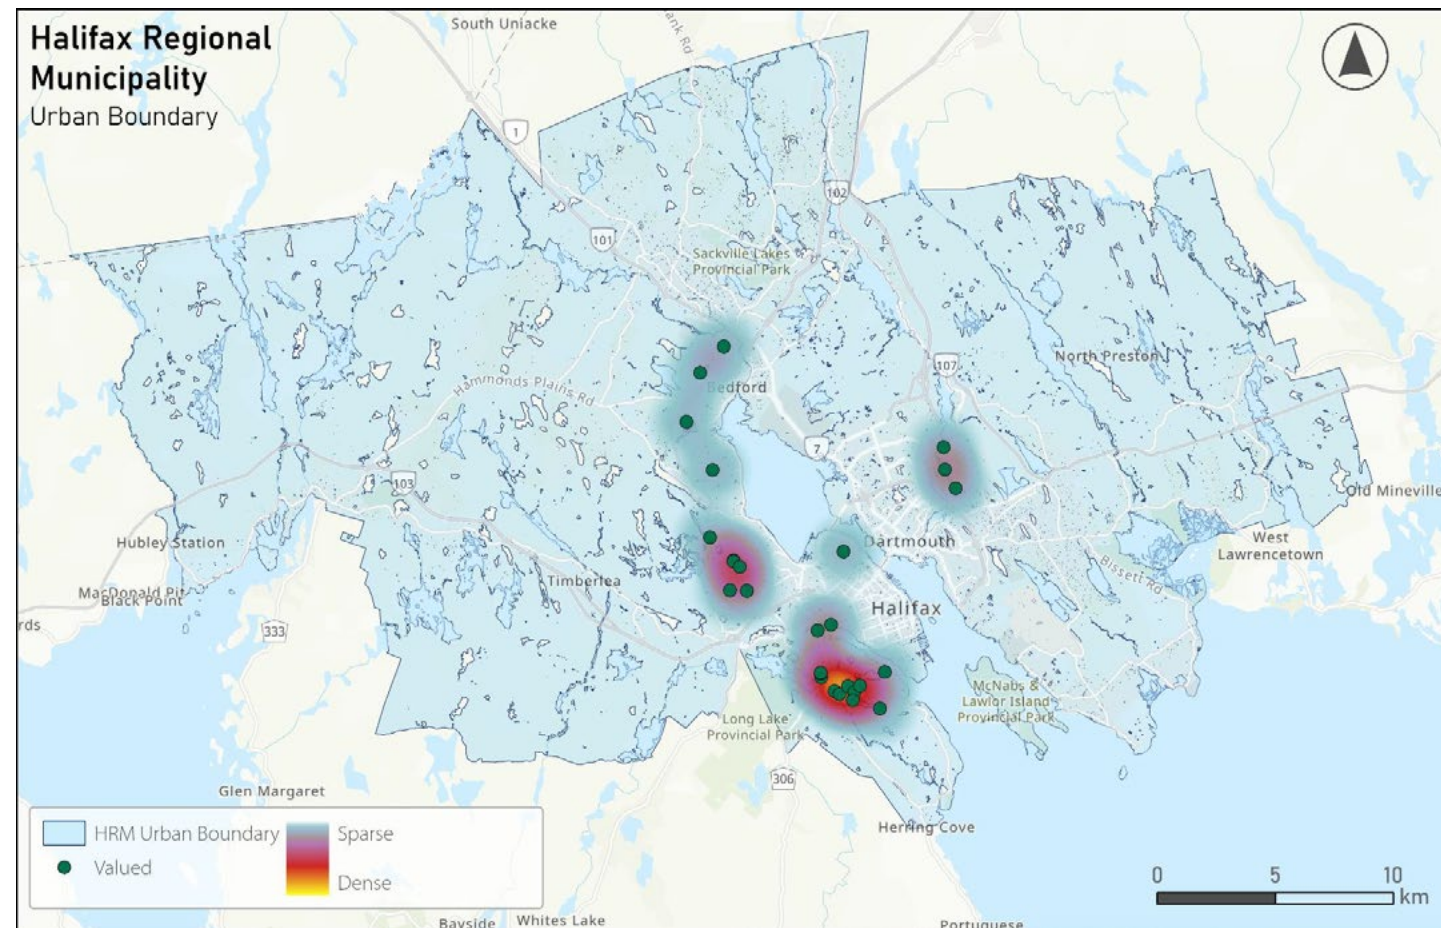 Halifax Regional
Municipality
Urban Boundary
South Uniacke
ank Rd
1
102
101
Sackville Lakes
Provincial Park
North Preston
107
Bedford
Hammonds Plains Rd
7
103
Old Mineville
Hubley Station
Dartmouth
West
Lawrencetown
Bissett Rd
Timberlea
MacDonald Pit
Black Point
Halifax
rds
333
McNabs &
Lawlor Island
Provincial Park
Long Lake
Provincial Park
306
Glen Margaret
Herring Cove
HRM Urban Boundary
Valued
Sparse
Dense
0 5 10
km
Bayside
Whites Lake
Portuguese